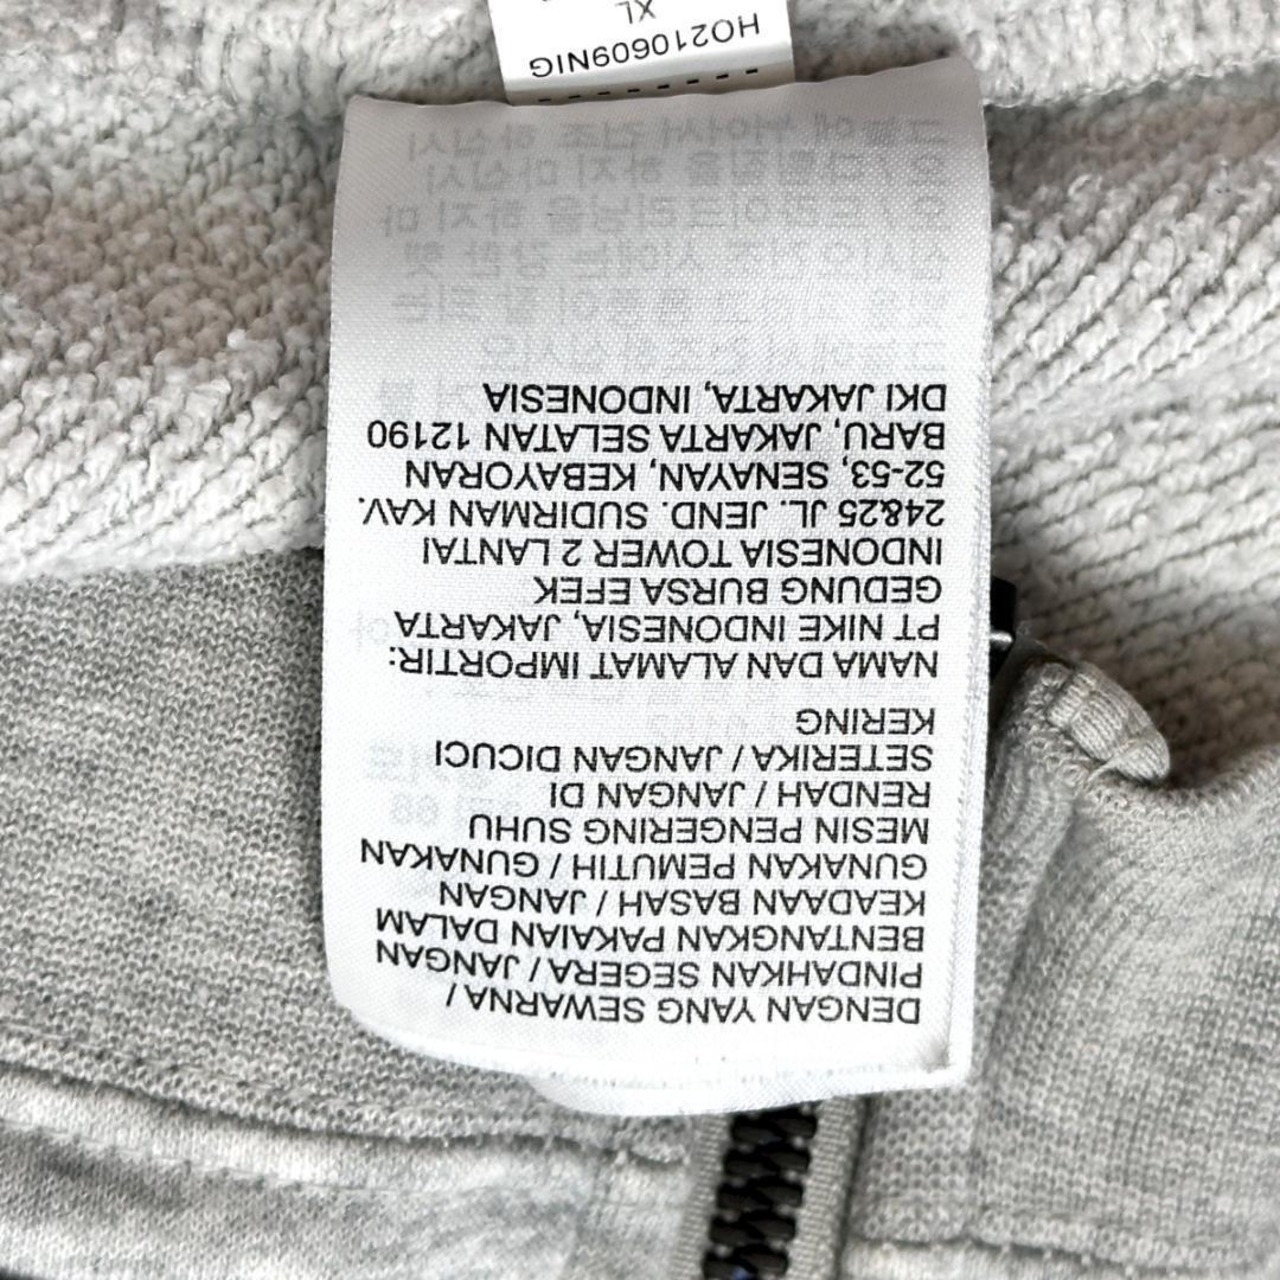 DENGAN YANG SEWARNA /
PINDAHKAN SEGERA / JANGAN
BENTANGKAN PAKAIAN DALAM
KEADAAN BASAH / JANGAN
GUNAKAN PEMUTIH / GUNAKAN
MESIN PENGERING SUHU
RENDAH / JANGAN DI
SETERIKA / JANGAN DICUCI
KERING
NAMA DAN ALAMAT IMPORTIR:
PT NIKE INDONESIA, JAKARTA
GEDUNG BURSA EFEK
INDONESIA TOWER 2 LANTAI
24&25 JL. JEND. SUDIRMAN KAV.
52-53, SENAYAN, KEBAYORAN
BARU, JAKARTA SELATAN 12190
DKI JAKARTA, INDONESIA
HO210609NIG
XL